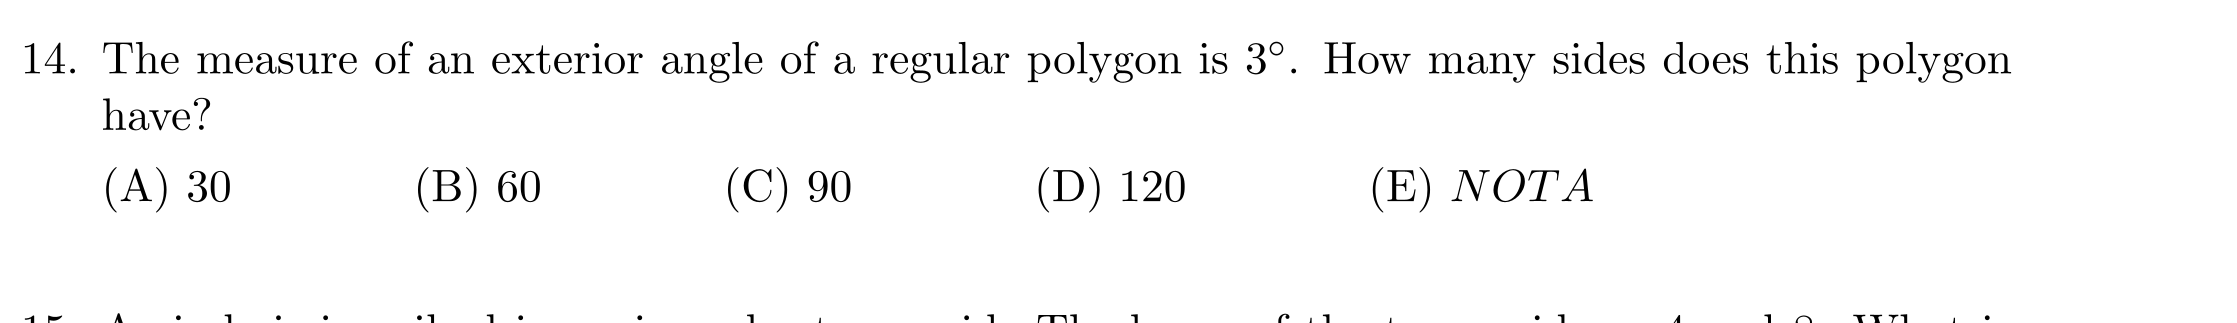 14. The measure of an exterior angle of a regular polygon is 3°. How many sides does this polygon
have?
(A) 30 (B) 60 (C) 90 (D) 120 (E) NOTA